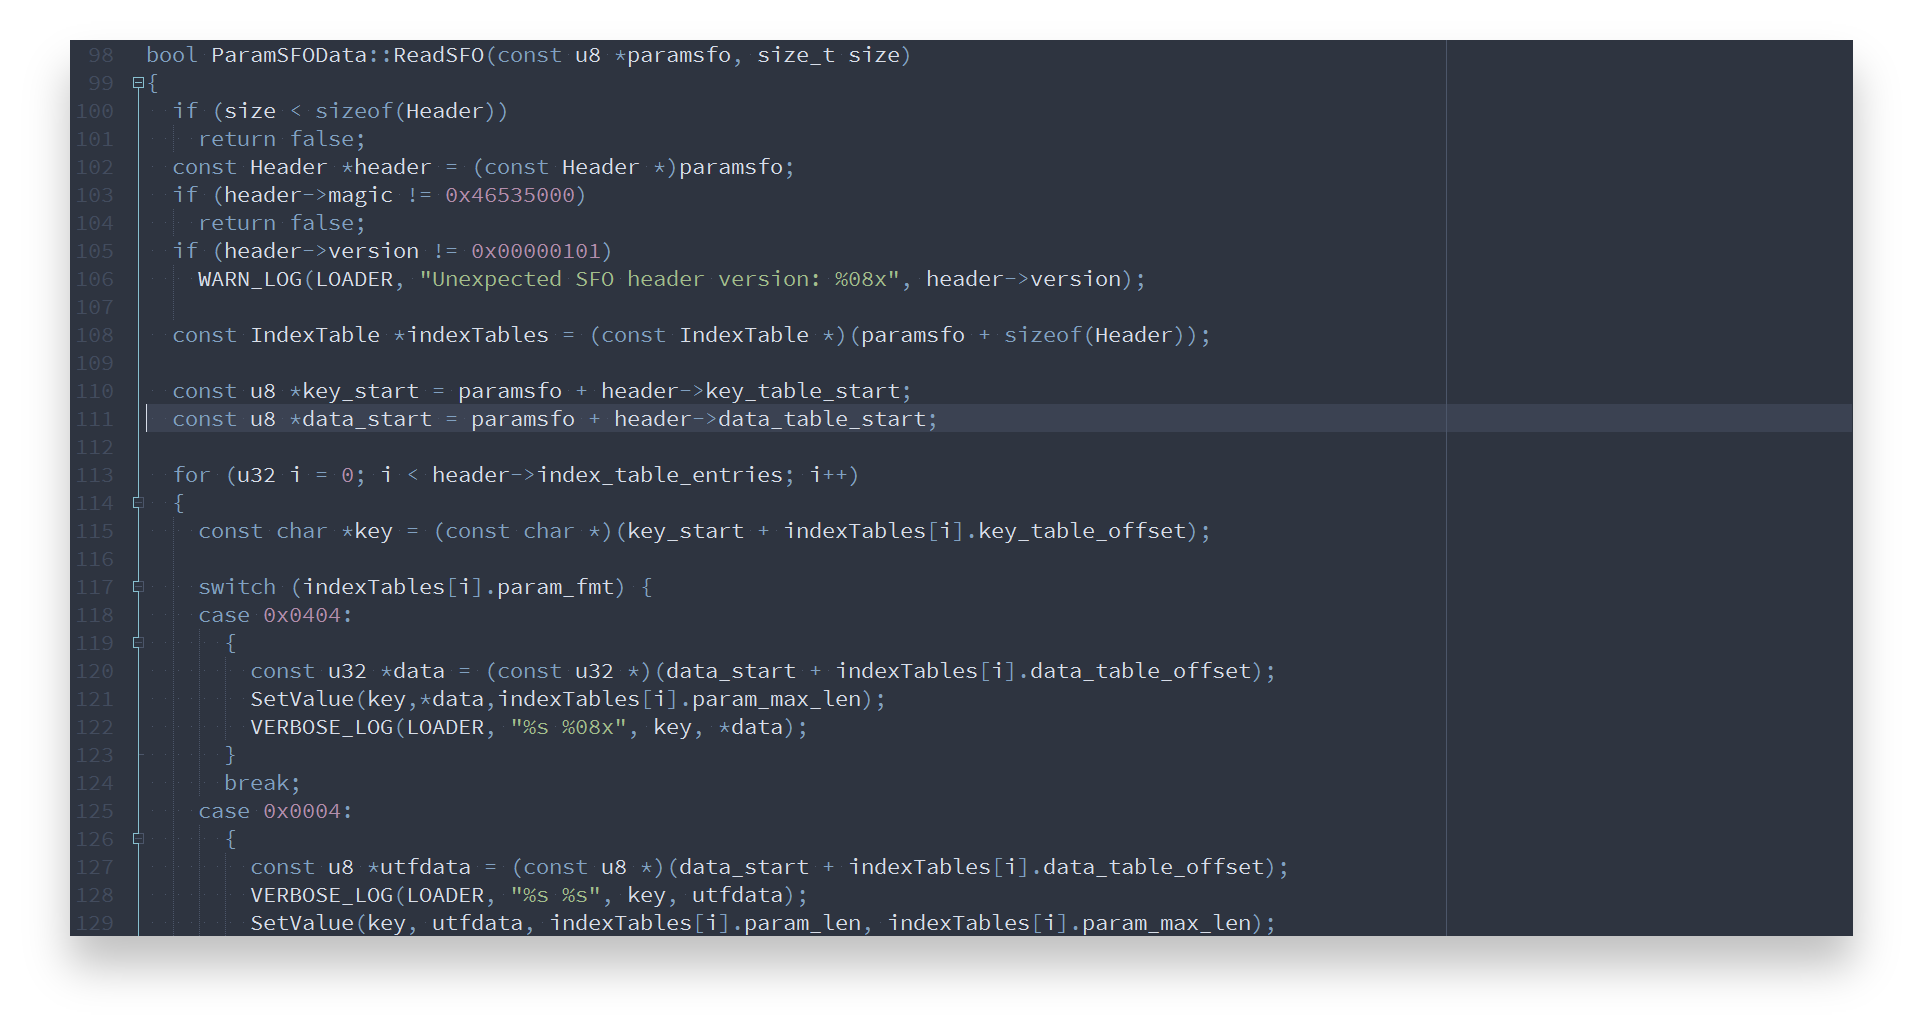 98 bool ParamSFOData::ReadSFO(const u8 *paramsfo, size_t size)
99 {
100 if (size < sizeof(Header))
101 return false;
102 const Header *header = (const Header *)paramsfo;
103 if (header->magic != 0x46535000)
104 return false;
105 if (header->version != 0x00000101)
106 WARN_LOG(LOADER, "Unexpected SFO header version: %08x", header->version);
107
108 const IndexTable *indexTables = (const IndexTable *)(paramsfo + sizeof(Header));
109
110 const u8 *key_start = paramsfo + header->key_table_start;
111 const u8 *data_start = paramsfo + header->data_table_start;
112
113 for (u32 i = 0; i < header->index_table_entries; i++)
114 {
115 const char *key = (const char *)(key_start + indexTables[i].key_table_offset);
116
117 switch (indexTables[i].param_fmt) {
118 case 0x0404:
119 {
120 const u32 *data = (const u32 *)(data_start + indexTables[i].data_table_offset);
121 SetValue(key,*data,indexTables[i].param_max_len);
122 VERBOSE_LOG(LOADER, "%s %08x", key, *data);
123 }
124 break;
125 case 0x0004:
126 {
127 const u8 *utfdata = (const u8 *)(data_start + indexTables[i].data_table_offset);
128 VERBOSE_LOG(LOADER, "%s %s", key, utfdata);
129 SetValue(key, utfdata, indexTables[i].param_len, indexTables[i].param_max_len);